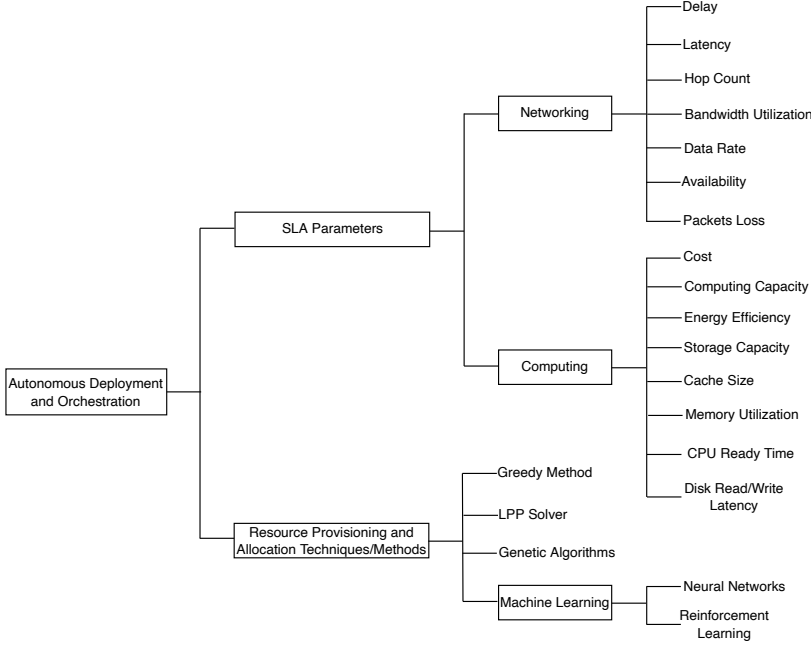 Delay
Latency
Hop Count
Networking
Bandwidth Utilization
Data Rate
Availability
Packets Loss
SLA Parameters
Cost
Computing Capacity
Energy Efficiency
Storage Capacity
Computing
Cache Size
Autonomous Deployment
and Orchestration
Memory Utilization
CPU Ready Time
Disk Read/Write
Latency
Greedy Method
LPP Solver
Resource Provisioning and
Allocation Techniques/Methods
Genetic Algorithms
Machine Learning
Neural Networks
Reinforcement
Learning